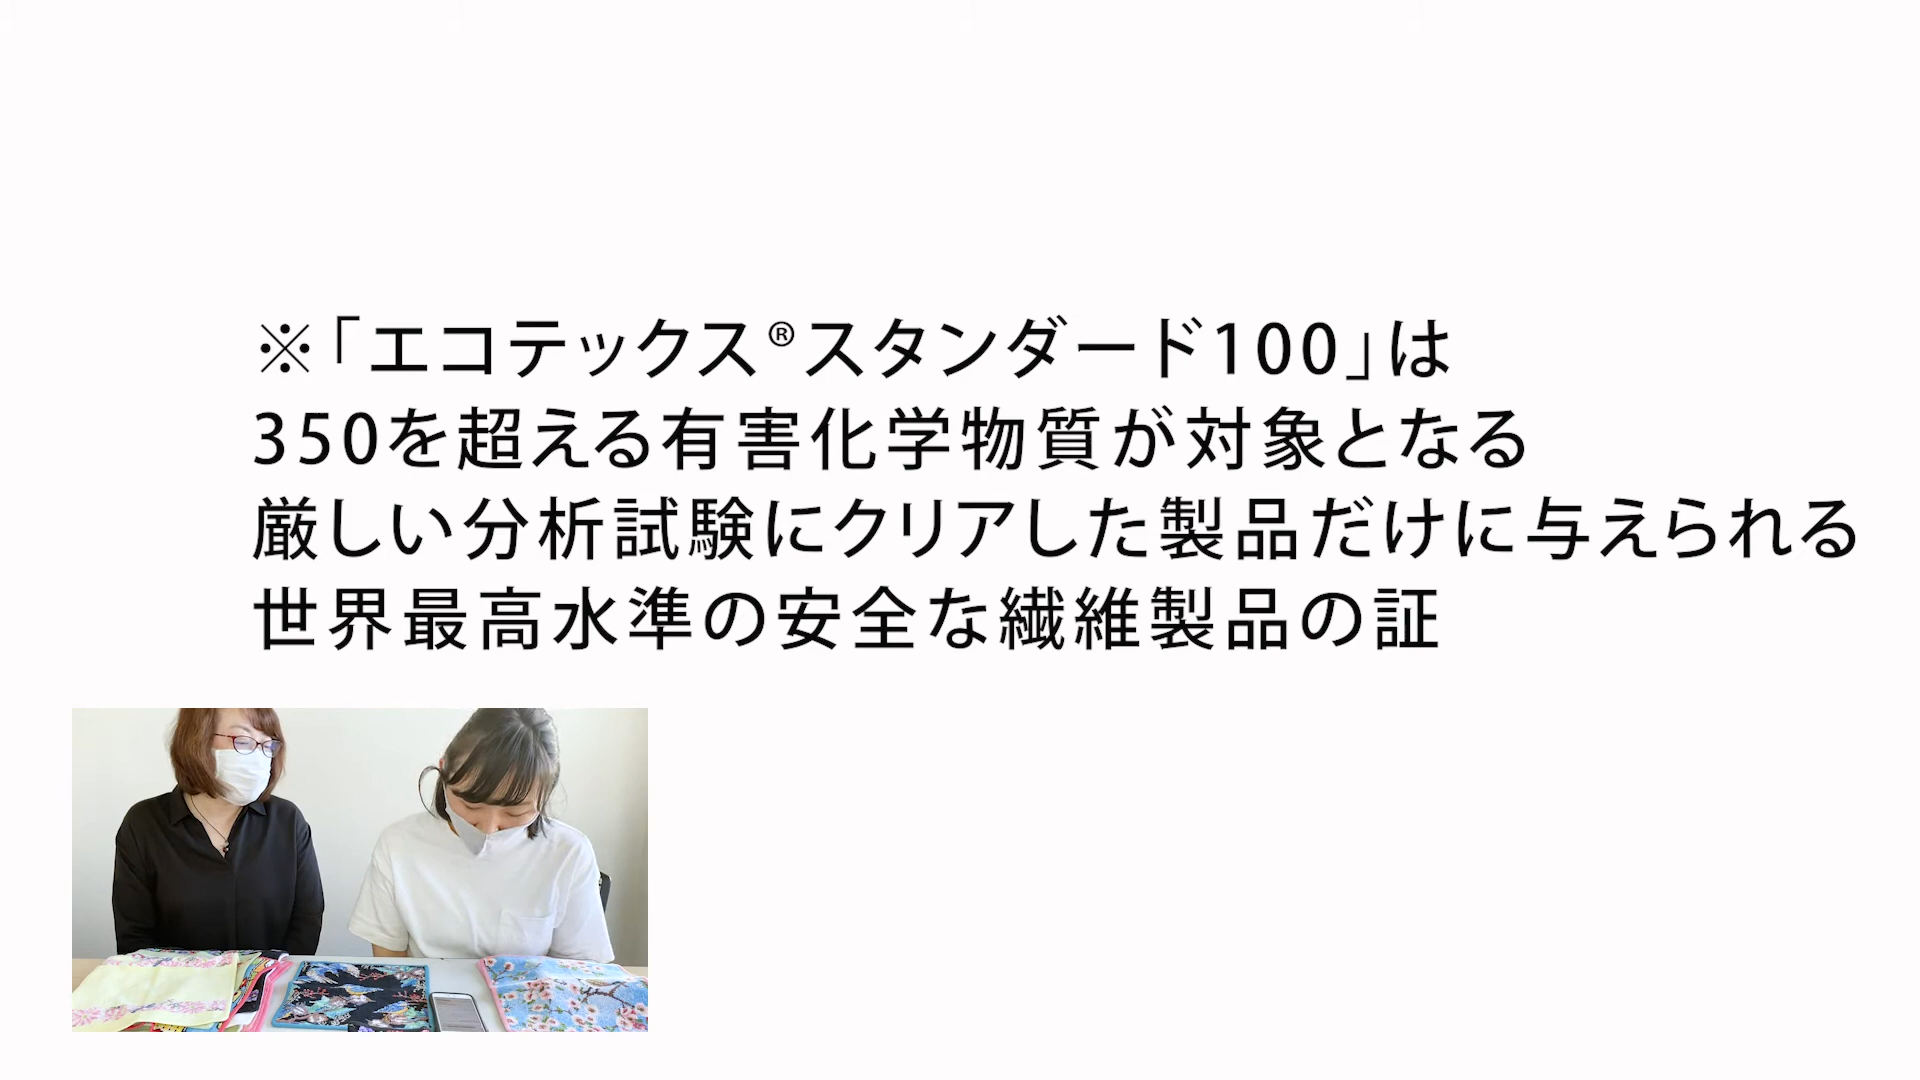 ※「エコテックス®スタンダード100」は
350を超える有害化学物質が対象となる
厳しい分析試験にクリアした製品だけに与えられる
世界最高水準の安全な繊維製品の証